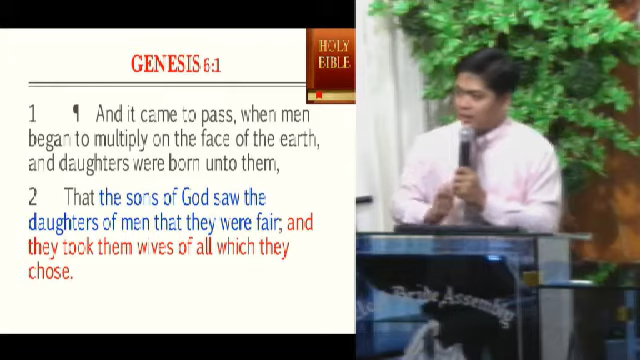 GENESIS 6:1
HOLY
BIBLE
1 ¶ And it came to pass, when men
began to multiply on the face of the earth,
and daughters were born unto them,
2 That the sons of God saw the
daughters of men that they were fair; and
they took them wives of all which they
chose.
Bride Assembly